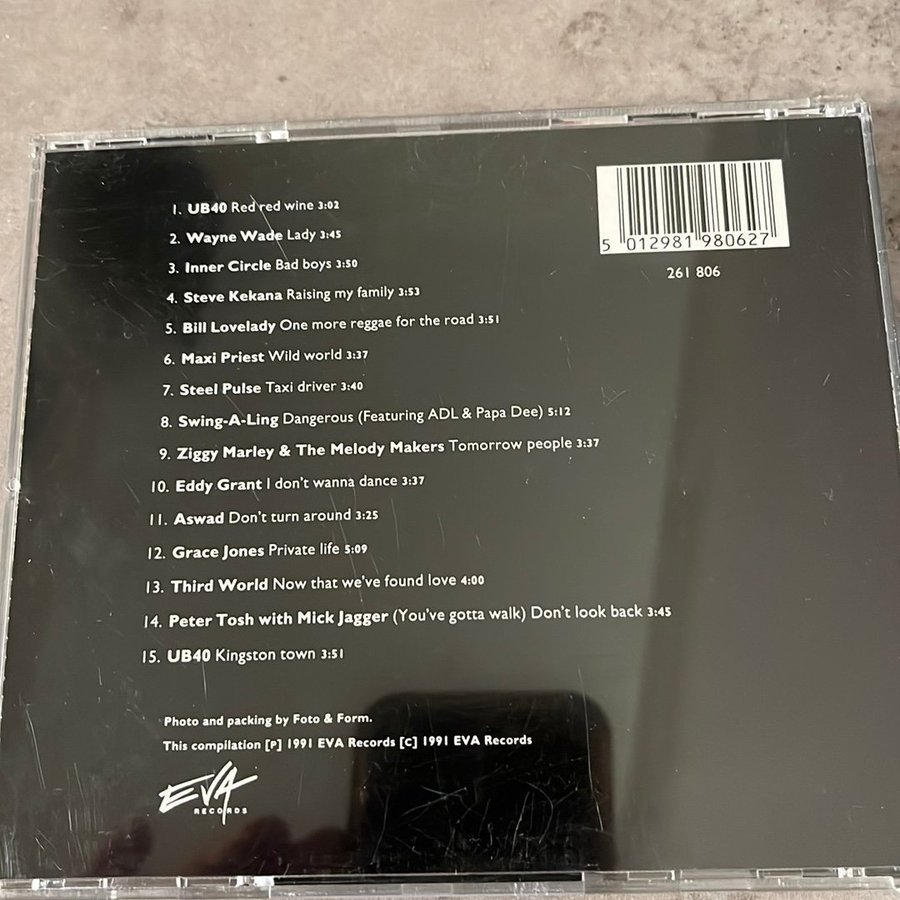 1. UB40 Red red wine 3:02
2. Wayne Wade Lady 3:45
3. Inner Circle Bad boys 3:50
4. Steve Kekana Raising my family 3:53
5. Bill Lovelady One more reggae for the road 3:51
6. Maxi Priest Wild world 3:37
7. Steel Pulse Taxi driver 3:40
8. Swing-A-Ling Dangerous (Featuring ADL & Papa Dee) 5:12
9. Ziggy Marley & The Melody Makers Tomorrow people 3:37
10. Eddy Grant I don't wanna dance 3:37
11. Aswad Don't turn around 3:25
12. Grace Jones Private life 5:09
13. Third World Now that we've found love 4:00
14. Peter Tosh with Mick Jagger (You've gotta walk) Don't look back 3:45
15. UB40 Kingston town 3:51
5 012981 980627
261 806
Photo and packing by Foto & Form.
This compilation [P] 1991 EVA Records [C] 1991 EVA Records
EVA
RECORDS